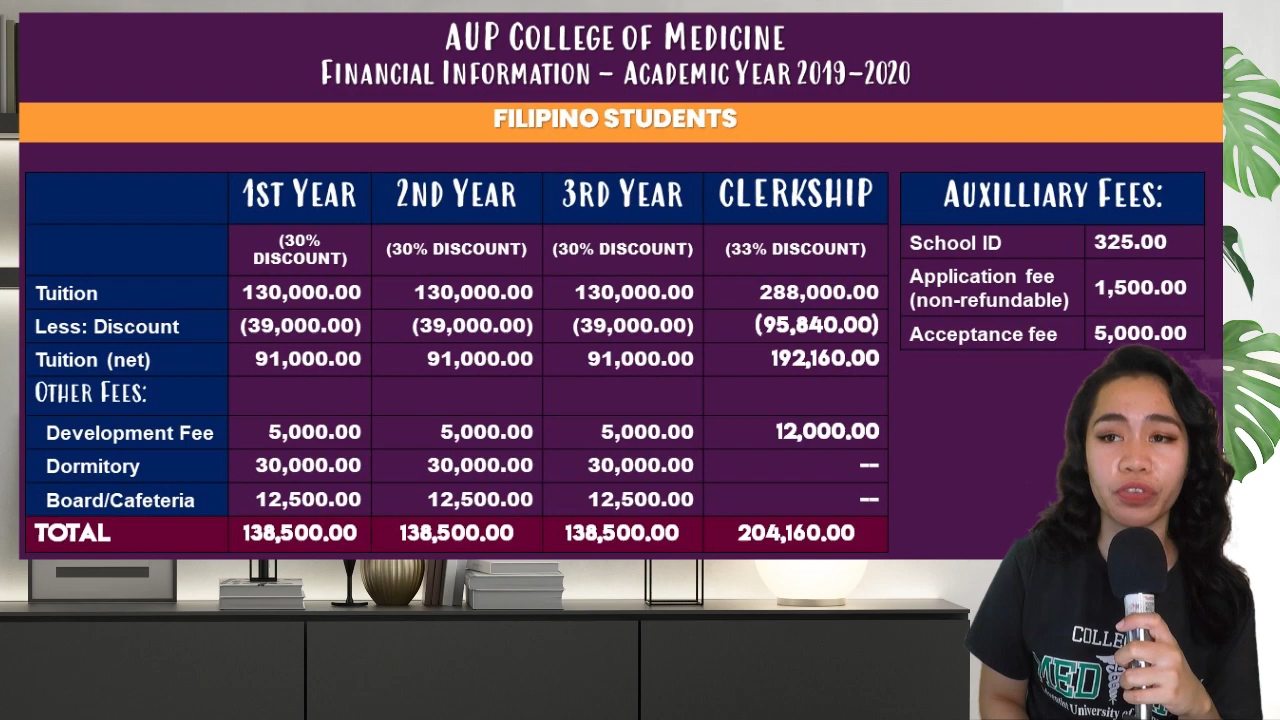 AUP COLLEGE OF MEDICINE
FINANCIAL INFORMATION – ACADEMIC YEAR 2019–2020
FILIPINO STUDENTS
1ST YEAR 2ND YEAR 3RD YEAR CLERKSHIP
(30% DISCOUNT) (30% DISCOUNT) (30% DISCOUNT) (33% DISCOUNT)
Tuition 130,000.00 130,000.00 130,000.00 288,000.00
Less: Discount (39,000.00) (39,000.00) (39,000.00) (95,840.00)
Tuition (net) 91,000.00 91,000.00 91,000.00 192,160.00
OTHER FEES:
Development Fee 5,000.00 5,000.00 5,000.00 12,000.00
Dormitory 30,000.00 30,000.00 30,000.00 --
Board/Cafeteria 12,500.00 12,500.00 12,500.00 --
TOTAL 138,500.00 138,500.00 138,500.00 204,160.00
AUXILLIARY FEES:
School ID 325.00
Application fee
(non-refundable) 1,500.00
Acceptance fee 5,000.00
MED
University of